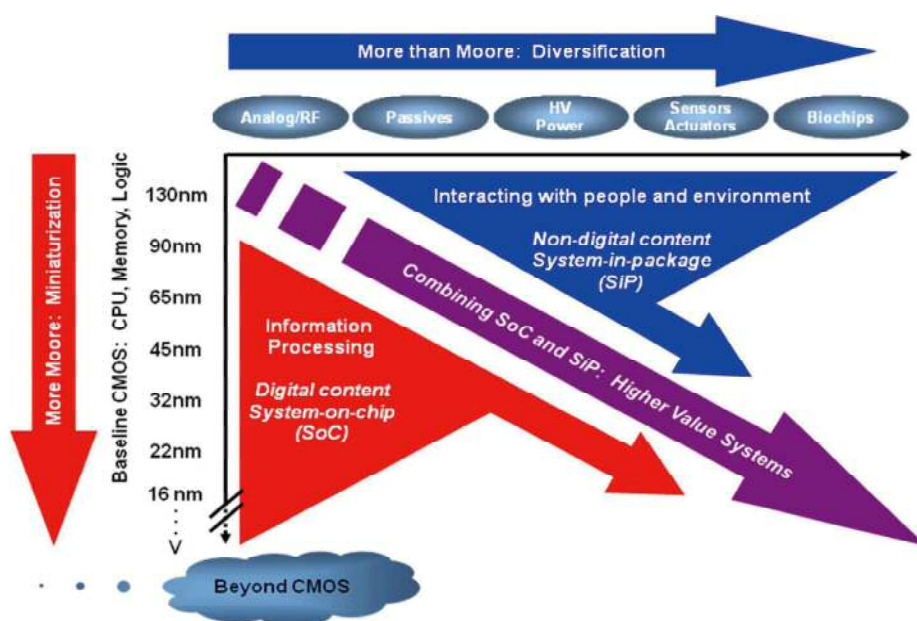 More than Moore: Diversification
Analog/RF
Passives
HV
Power
Sensors
Actuators
Biochips
More Moore: Miniaturization
Baseline CMOS: CPU, Memory, Logic
130nm
90nm
65nm
45nm
32nm
22nm
16 nm
Interacting with people and environment
Non-digital content
System-in-package
(SiP)
Combining SoC and SiP: Higher Value Systems
Information
Processing
Digital content
System-on-chip
(SoC)
Beyond CMOS